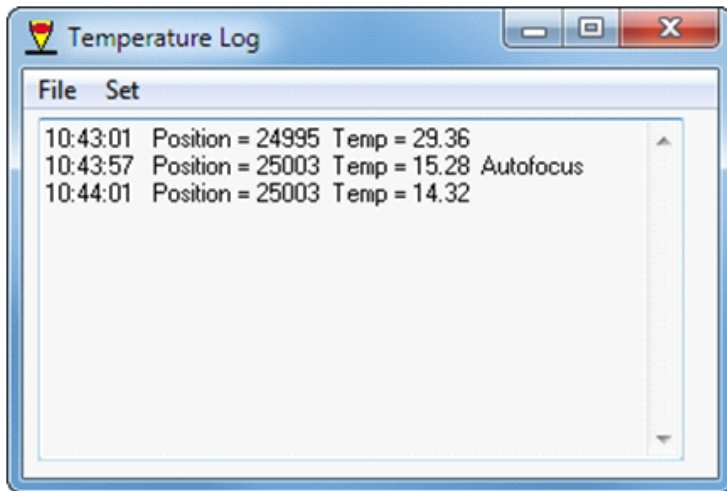 Temperature Log
File Set
10:43:01 Position = 24995 Temp = 29.36
10:43:57 Position = 25003 Temp = 15.28 Autofocus
10:44:01 Position = 25003 Temp = 14.32